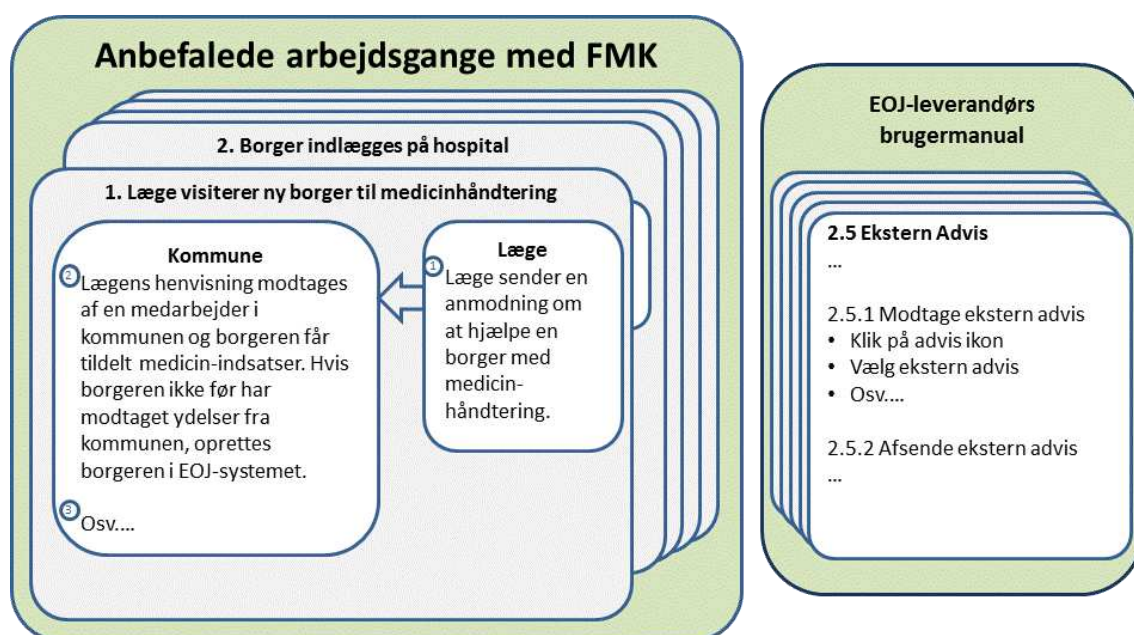 Anbefalede arbejdsgange med FMK
2. Borger indlægges på hospital
1. Læge visiterer ny borger til medicinhåndtering
Kommune
2
Lægens henvisning modtages
af en medarbejder i
kommunen og borgeren får
tildelt medicin-indsatser. Hvis
borgeren ikke før har
modtaget ydelser fra
kommunen, oprettes
borgeren i EOJ-systemet.
3
Osv....
Læge
1
Læge sender en
anmodning om
at hjælpe en
borger med
medicin-
håndtering.
EOJ-leverandørs
brugermanual
2.5 Ekstern Advis
...
2.5.1 Modtage ekstern advis
• Klik på advis ikon
• Vælg ekstern advis
• Osv....
2.5.2 Afsende ekstern advis
...